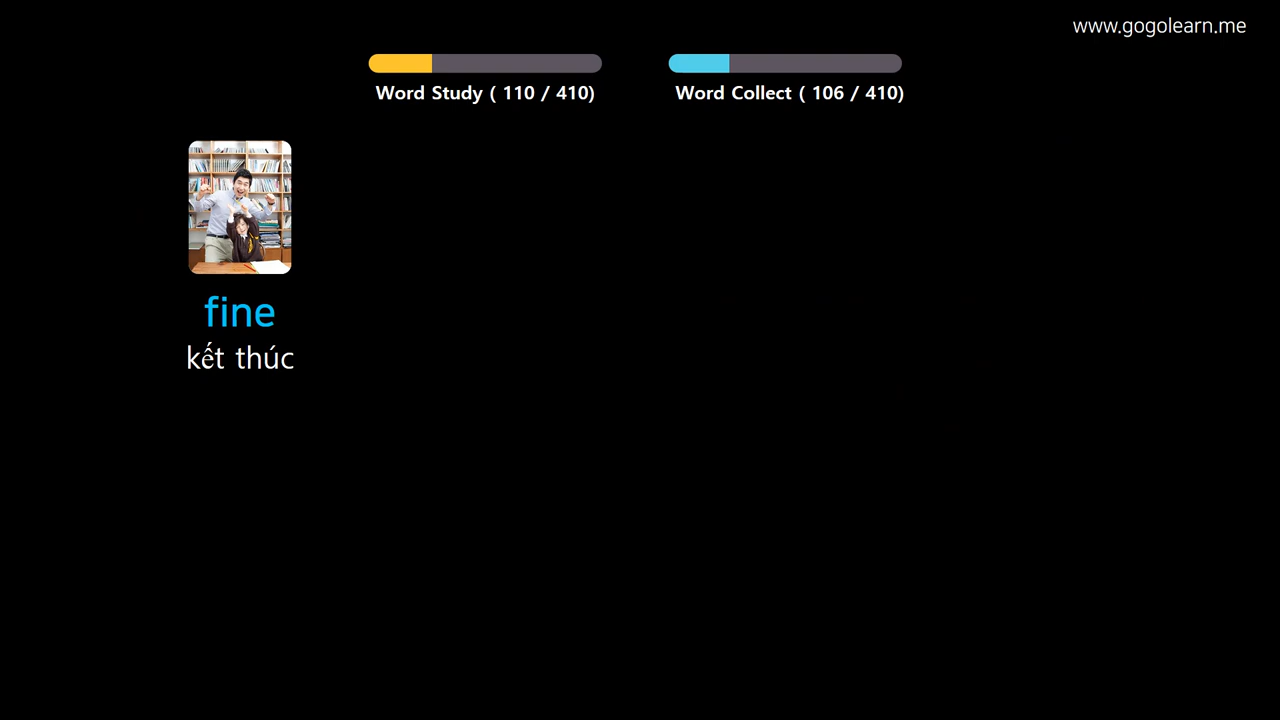 www.gogolearn.me
Word Study ( 110 / 410)
Word Collect ( 106 / 410)
fine
kết thúc